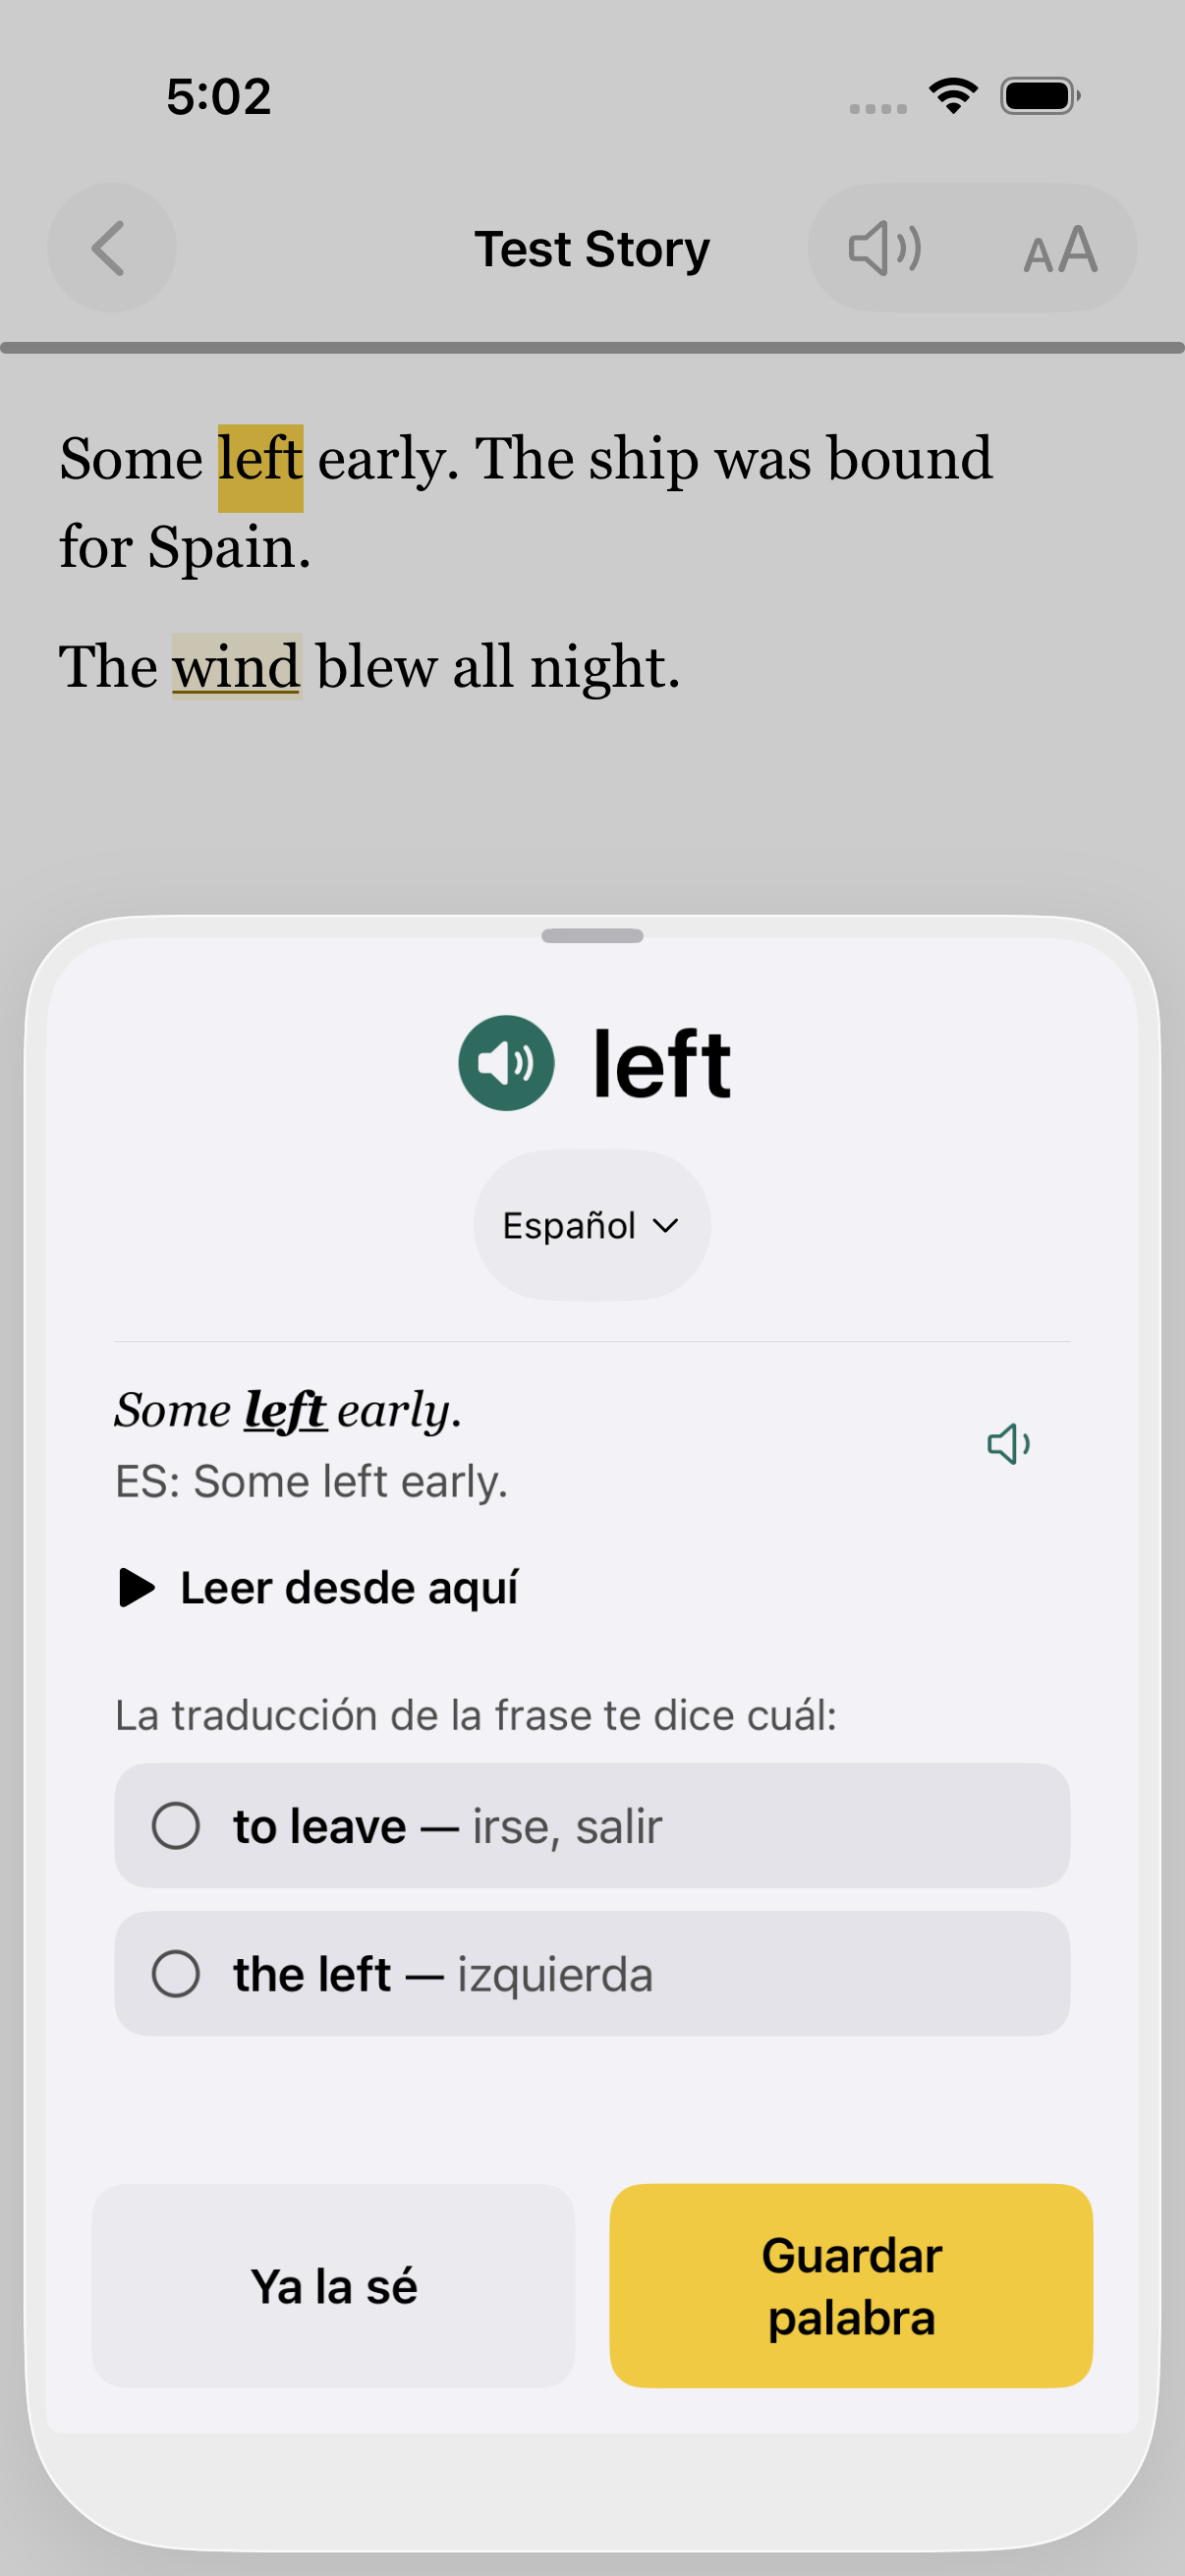 5:02
Test Story
AA
Some left early. The ship was bound
for Spain.
The wind blew all night.
left
Español
Some left early.
ES: Some left early.
Leer desde aquí
La traducción de la frase te dice cuál:
to leave — irse, salir
the left — izquierda
Ya la sé
Guardar
palabra